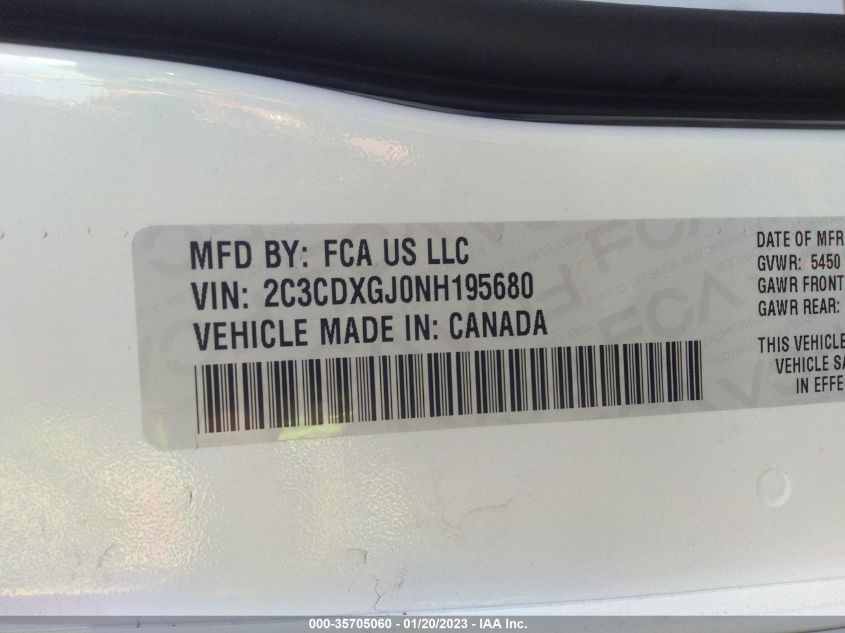 MFD BY: FCA US LLC
VIN: 2C3CDXGJ0NH195680
VEHICLE MADE IN: CANADA
DATE OF MFR
GVWR: 5450
GAWR FRONT
GAWR REAR:
THIS VEHICLE
VEHICLE SA
IN EFFE
000-35705060 - 01/20/2023 - IAA Inc.